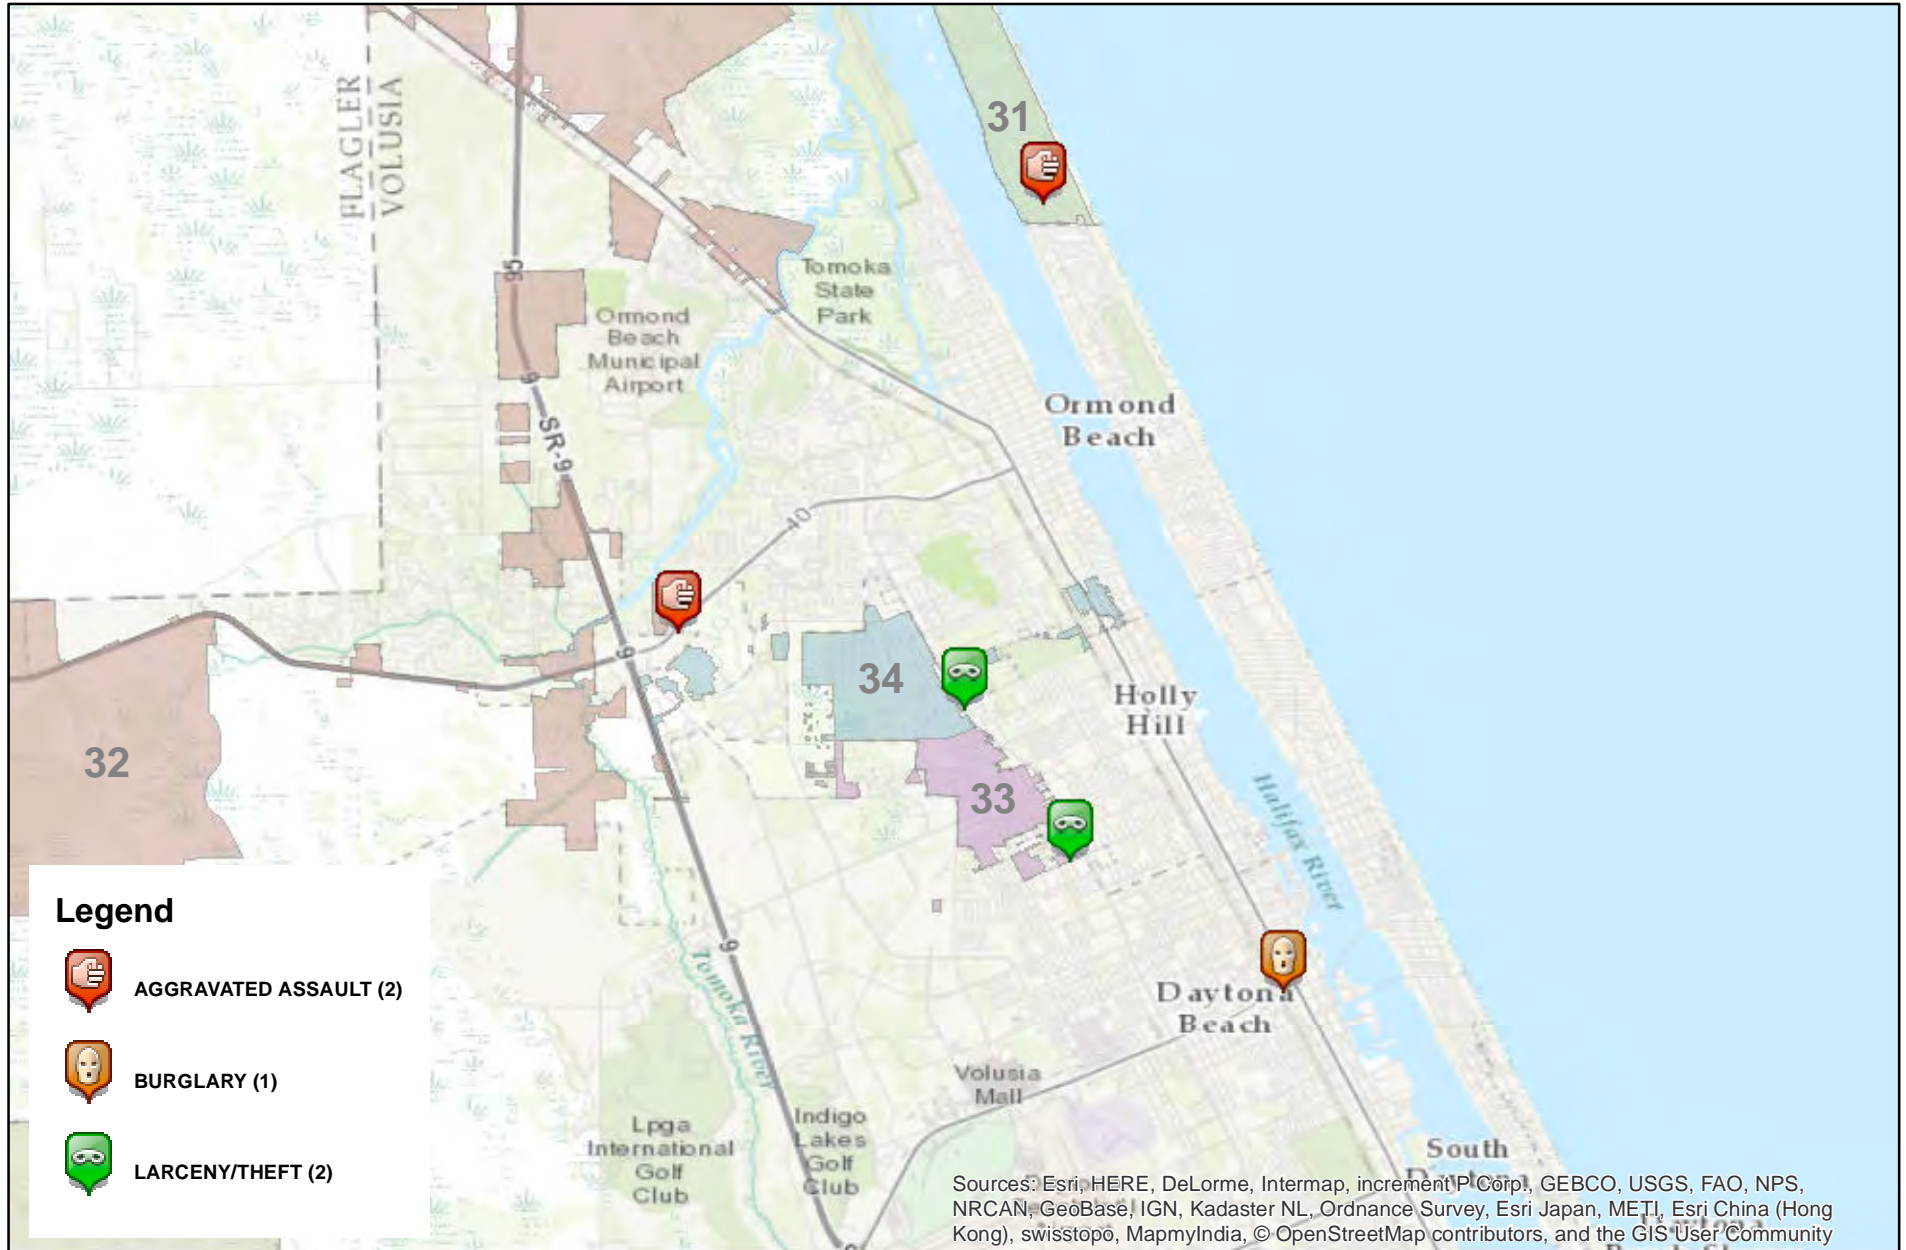 FLAGLER
VOLUSIA
31
95
Tomoka
State
Park
Ormond
Beach
Municipal
Airport
9
SR-9
Ormond
Beach
40
9
34
Holly
Hill
32
33
Halifax River
Legend
AGGRAVATED ASSAULT (2)
BURGLARY (1)
LARCENY/THEFT (2)
9
Tomoka River
Daytona
Beach
Volusia
Mall
Lpga
International
Golf
Club
Indigo
Lakes
Golf
Club
South
Daytona
Sources: Esri, HERE, DeLorme, Intermap, increment P Corp., GEBCO, USGS, FAO, NPS,
NRCAN, GeoBase, IGN, Kadaster NL, Ordnance Survey, Esri Japan, METI, Esri China (Hong
Kong), swisstopo, MapmyIndia, © OpenStreetMap contributors, and the GIS User Community